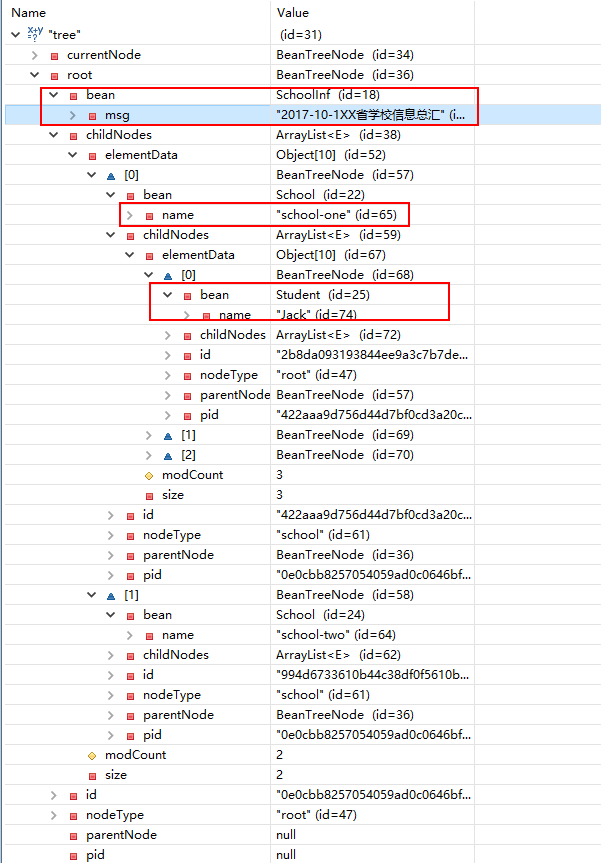 Name Value
"tree" (id=31)
currentNode BeanTreeNode (id=34)
root BeanTreeNode (id=36)
bean SchoolInf (id=18)
msg "2017-10-1XX省学校信息总汇" (i...
childNodes ArrayList<E> (id=38)
elementData Object[10] (id=52)
[0] BeanTreeNode (id=57)
bean School (id=22)
name "school-one" (id=65)
childNodes ArrayList<E> (id=59)
elementData Object[10] (id=67)
[0] BeanTreeNode (id=68)
bean Student (id=25)
name "Jack" (id=74)
childNodes ArrayList<E> (id=72)
id "2b8da093193844ee9a3c7b7de...
nodeType "root" (id=47)
parentNode BeanTreeNode (id=57)
pid "422aaa9d756d44d7bf0cd3a20c...
[1] BeanTreeNode (id=69)
[2] BeanTreeNode (id=70)
modCount 3
size 3
id "422aaa9d756d44d7bf0cd3a20c...
nodeType "school" (id=61)
parentNode BeanTreeNode (id=36)
pid "0e0cbb8257054059ad0c0646bf...
[1] BeanTreeNode (id=58)
bean School (id=24)
name "school-two" (id=64)
childNodes ArrayList<E> (id=62)
id "994d6733610b44c38df0f5610b...
nodeType "school" (id=61)
parentNode BeanTreeNode (id=36)
pid "0e0cbb8257054059ad0c0646bf...
modCount 2
size 2
id "0e0cbb8257054059ad0c0646bf...
nodeType "root" (id=47)
parentNode null
pid null